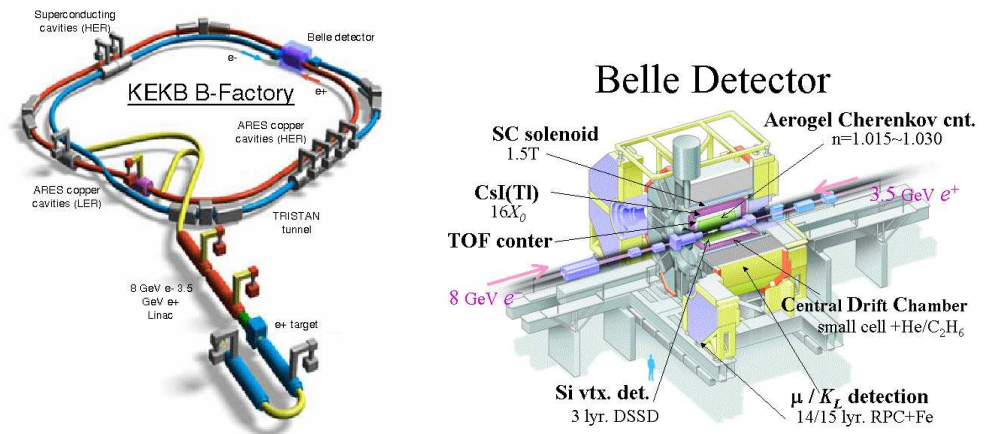 Superconducting
cavities (HER)
Belle detector
e-
e+
KEKB B-Factory
ARES copper
cavities (HER)
ARES copper
cavities (LER)
TRISTAN
tunnel
8 GeV e- 3.5
GeV e+
Linac
e+ target
Belle Detector
SC solenoid
1.5T
Aerogel Cherenkov cnt.
n=1.015~1.030
CsI(Tl)
16X₀
TOF conter
3.5 GeV e⁺
8 GeV e⁻
Central Drift Chamber
small cell +He/C₂H₆
Si vtx. det.
3 lyr. DSSD
μ / K_L detection
14/15 lyr. RPC+Fe